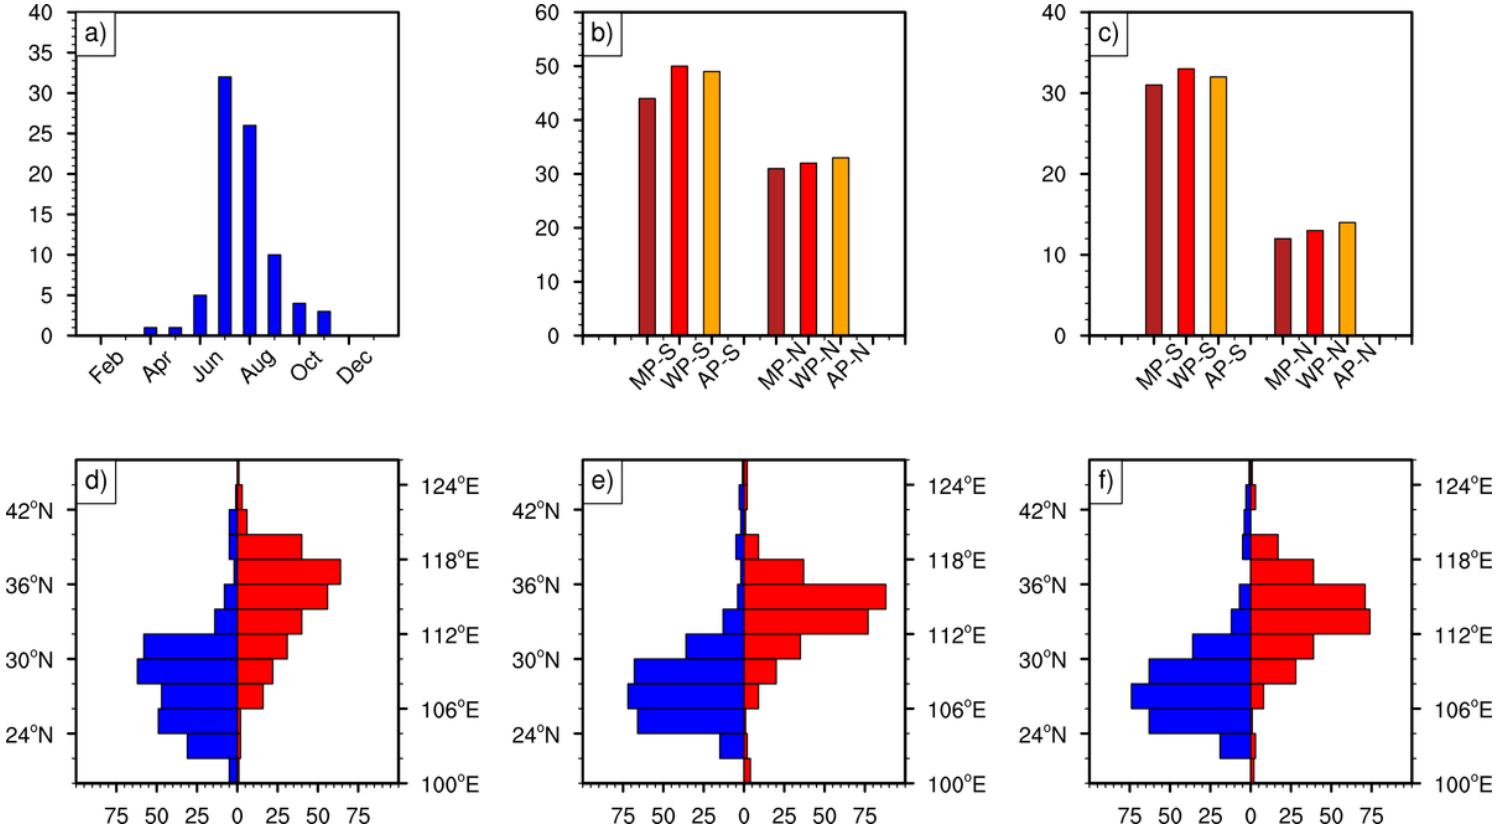 a)
40
35
30
25
20
15
10
5
0
Feb Apr Jun Aug Oct Dec
b)
60
50
40
30
20
10
0
MP-S WP-S AP-S MP-N WP-N AP-N
c)
40
30
20
10
0
MP-S WP-S AP-S MP-N WP-N AP-N
d)
42°N
36°N
30°N
24°N
124°E
118°E
112°E
106°E
100°E
75 50 25 0 25 50 75
e)
42°N
36°N
30°N
24°N
124°E
118°E
112°E
106°E
100°E
75 50 25 0 25 50 75
f)
42°N
36°N
30°N
24°N
124°E
118°E
112°E
106°E
100°E
75 50 25 0 25 50 75